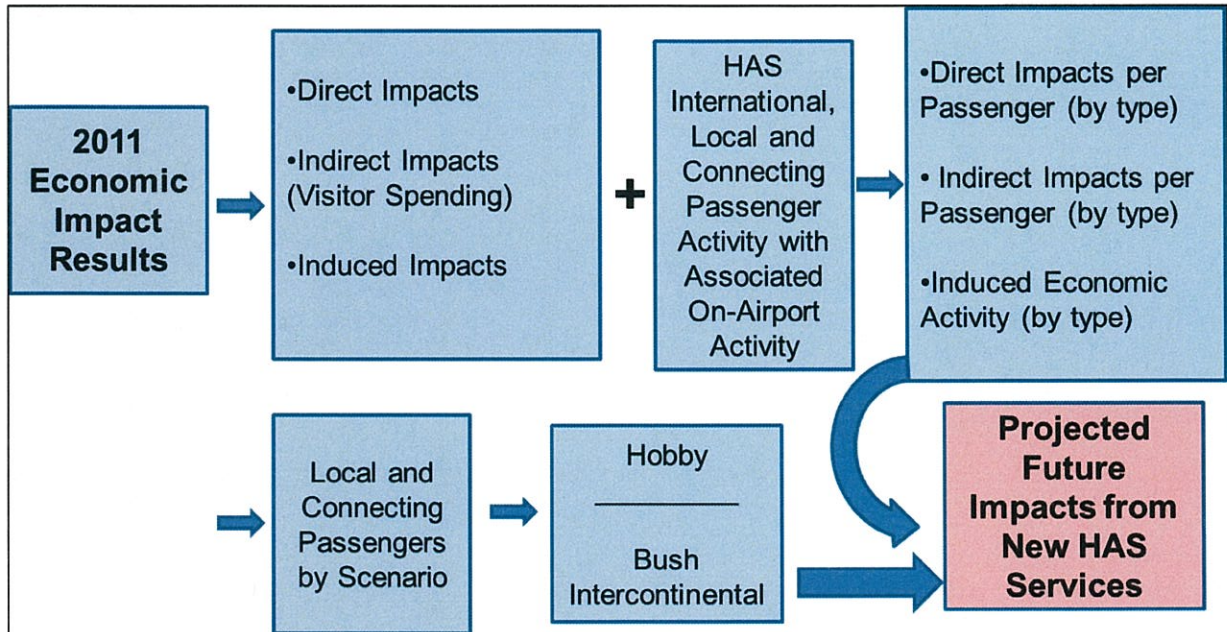 2011
Economic
Impact
Results
•Direct Impacts
•Indirect Impacts
(Visitor Spending)
•Induced Impacts
+
HAS
International,
Local and
Connecting
Passenger
Activity with
Associated
On-Airport
Activity
•Direct Impacts per
Passenger (by type)
• Indirect Impacts per
Passenger (by type)
•Induced Economic
Activity (by type)
Local and
Connecting
Passengers
by Scenario
Hobby
Bush
Intercontinental
Projected
Future
Impacts from
New HAS
Services